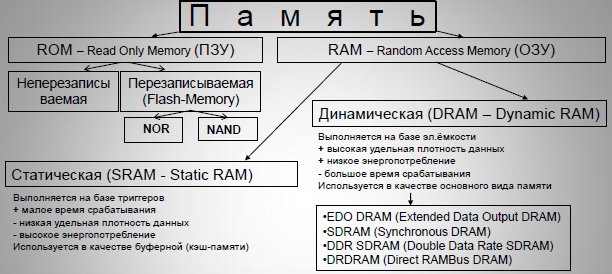 Память
ROM – Read Only Memory (ПЗУ)
RAM – Random Access Memory (ОЗУ)
Неперезаписы
ваемая
Перезаписываемая
(Flash-Memory)
NOR
NAND
Динамическая (DRAM – Dynamic RAM)
Выполняется на базе эл.ёмкости
+ высокая удельная плотность данных
+ низкое энергопотребление
- большое время срабатывания
Используется в качестве основного вида памяти
Статическая (SRAM - Static RAM)
Выполняется на базе триггеров
+ малое время срабатывания
- низкая удельная плотность данных
- высокое энергопотребление
Используется в качестве буферной (кэш-памяти)
•EDO DRAM (Extended Data Output DRAM)
•SDRAM (Synchronous DRAM)
•DDR SDRAM (Double Data Rate SDRAM)
•DRDRAM (Direct RAMBus DRAM)